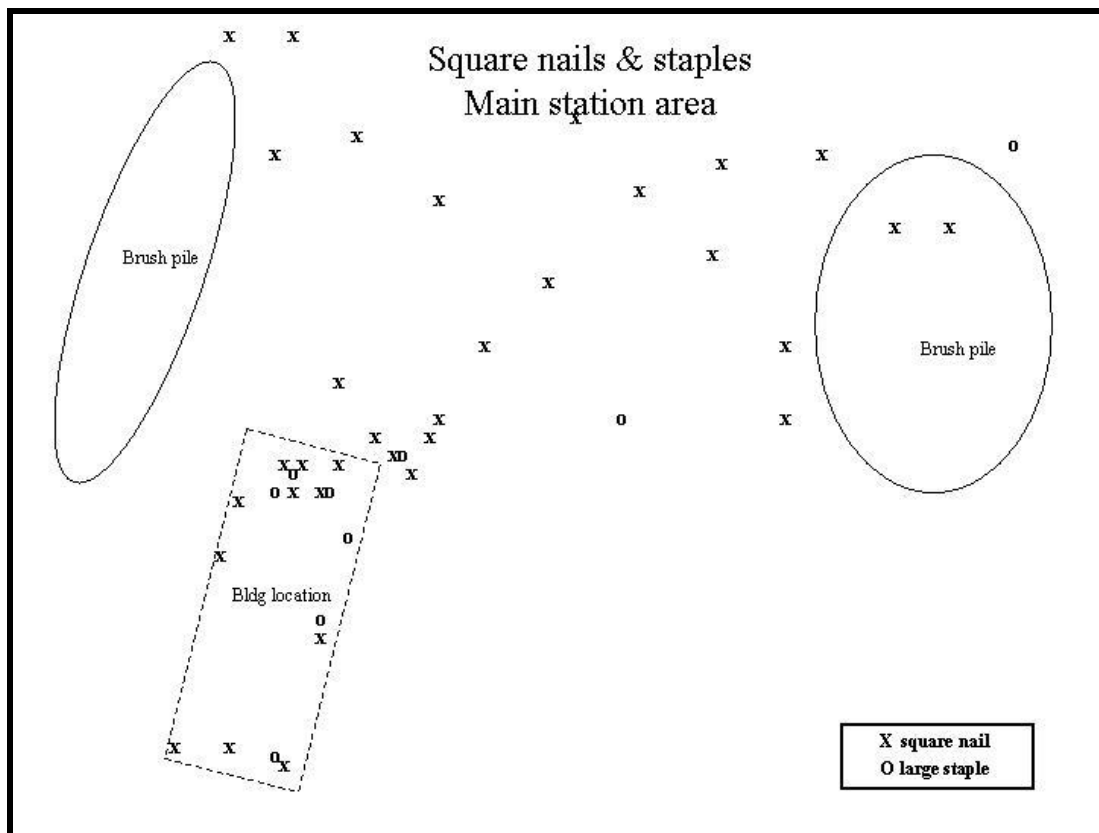 Square nails & staples
Main station area
Brush pile
Brush pile
Bldg location
X square nail
O large staple